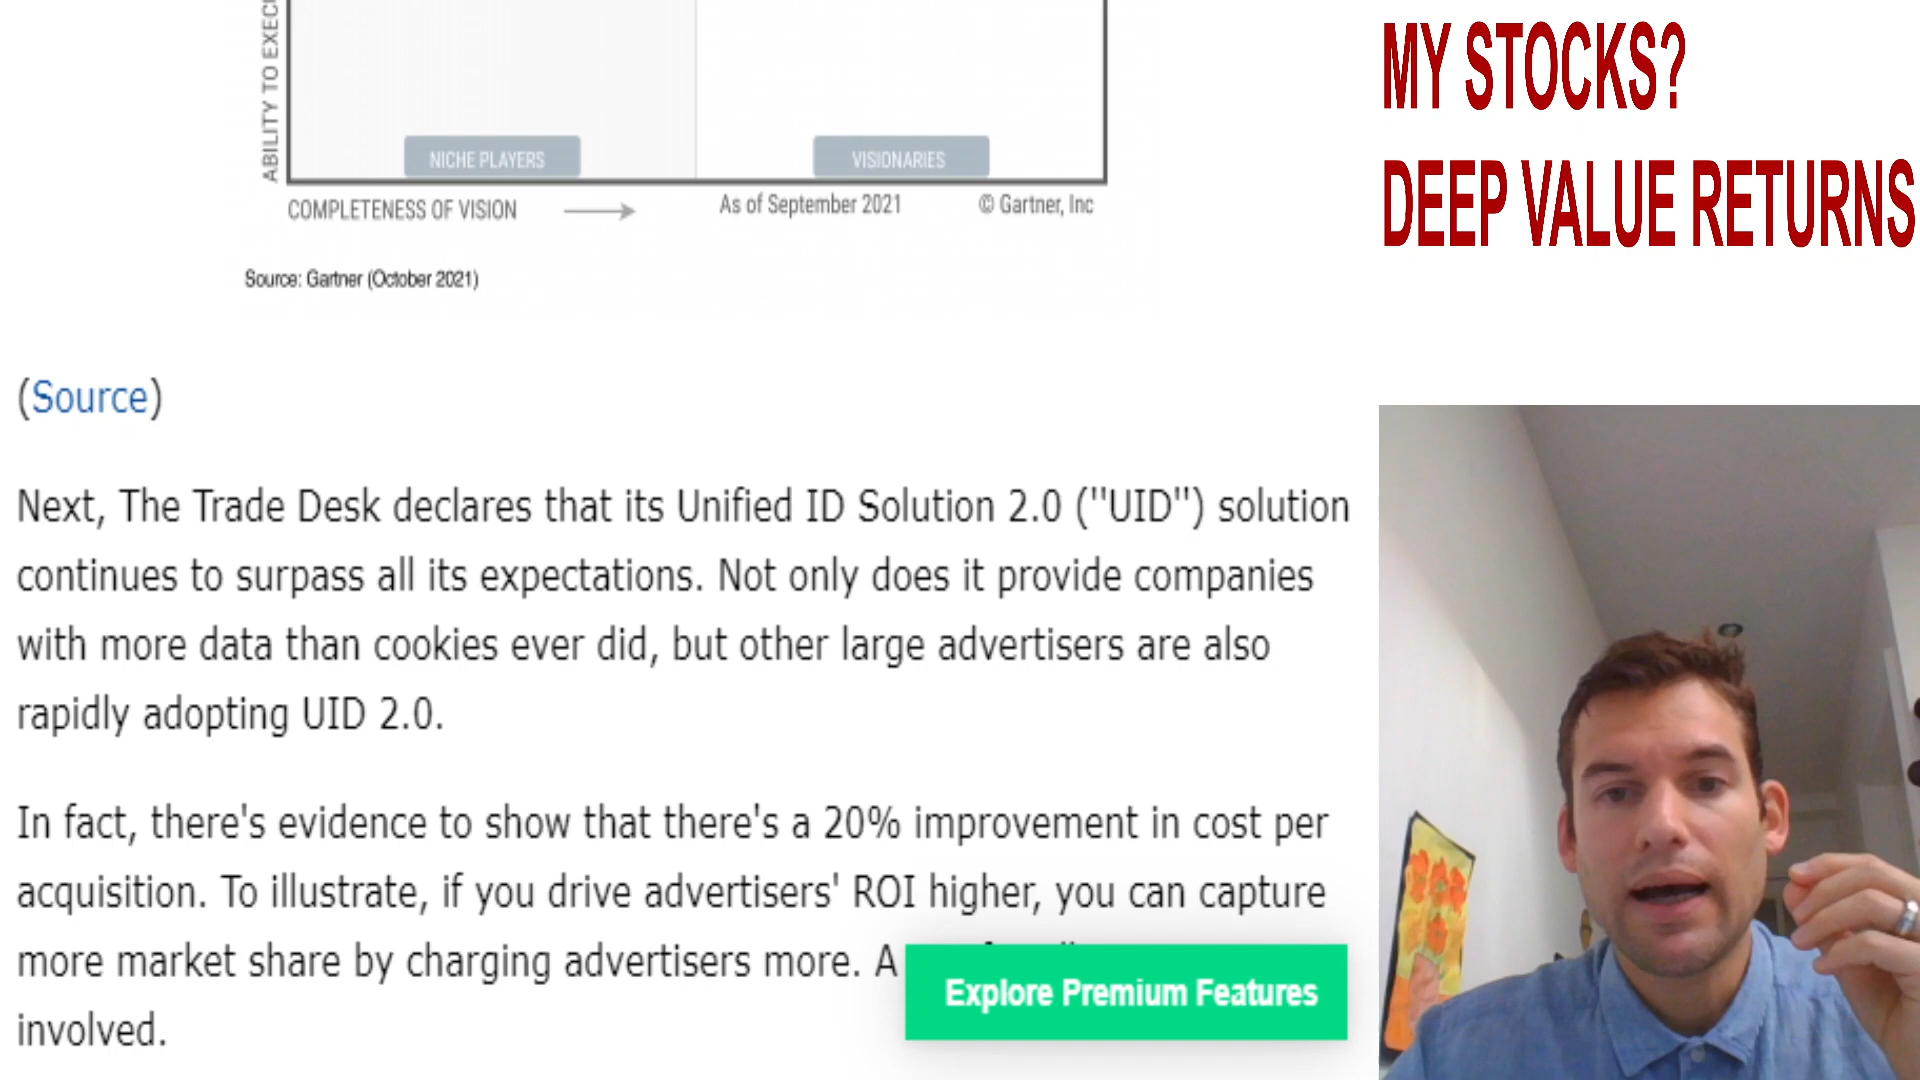 ABILITY TO
NICHE PLAYERS
VISIONARIES
COMPLETENESS OF VISION
As of September 2021
© Gartner, Inc
Source: Gartner (October 2021)
(Source)
Next, The Trade Desk declares that its Unified ID Solution 2.0 ("UID") solution
continues to surpass all its expectations. Not only does it provide companies
with more data than cookies ever did, but other large advertisers are also
rapidly adopting UID 2.0.
In fact, there's evidence to show that there's a 20% improvement in cost per
acquisition. To illustrate, if you drive advertisers' ROI higher, you can capture
more market share by charging advertisers more. A
involved.
Explore Premium Features
MY STOCKS?
DEEP VALUE RETURNS